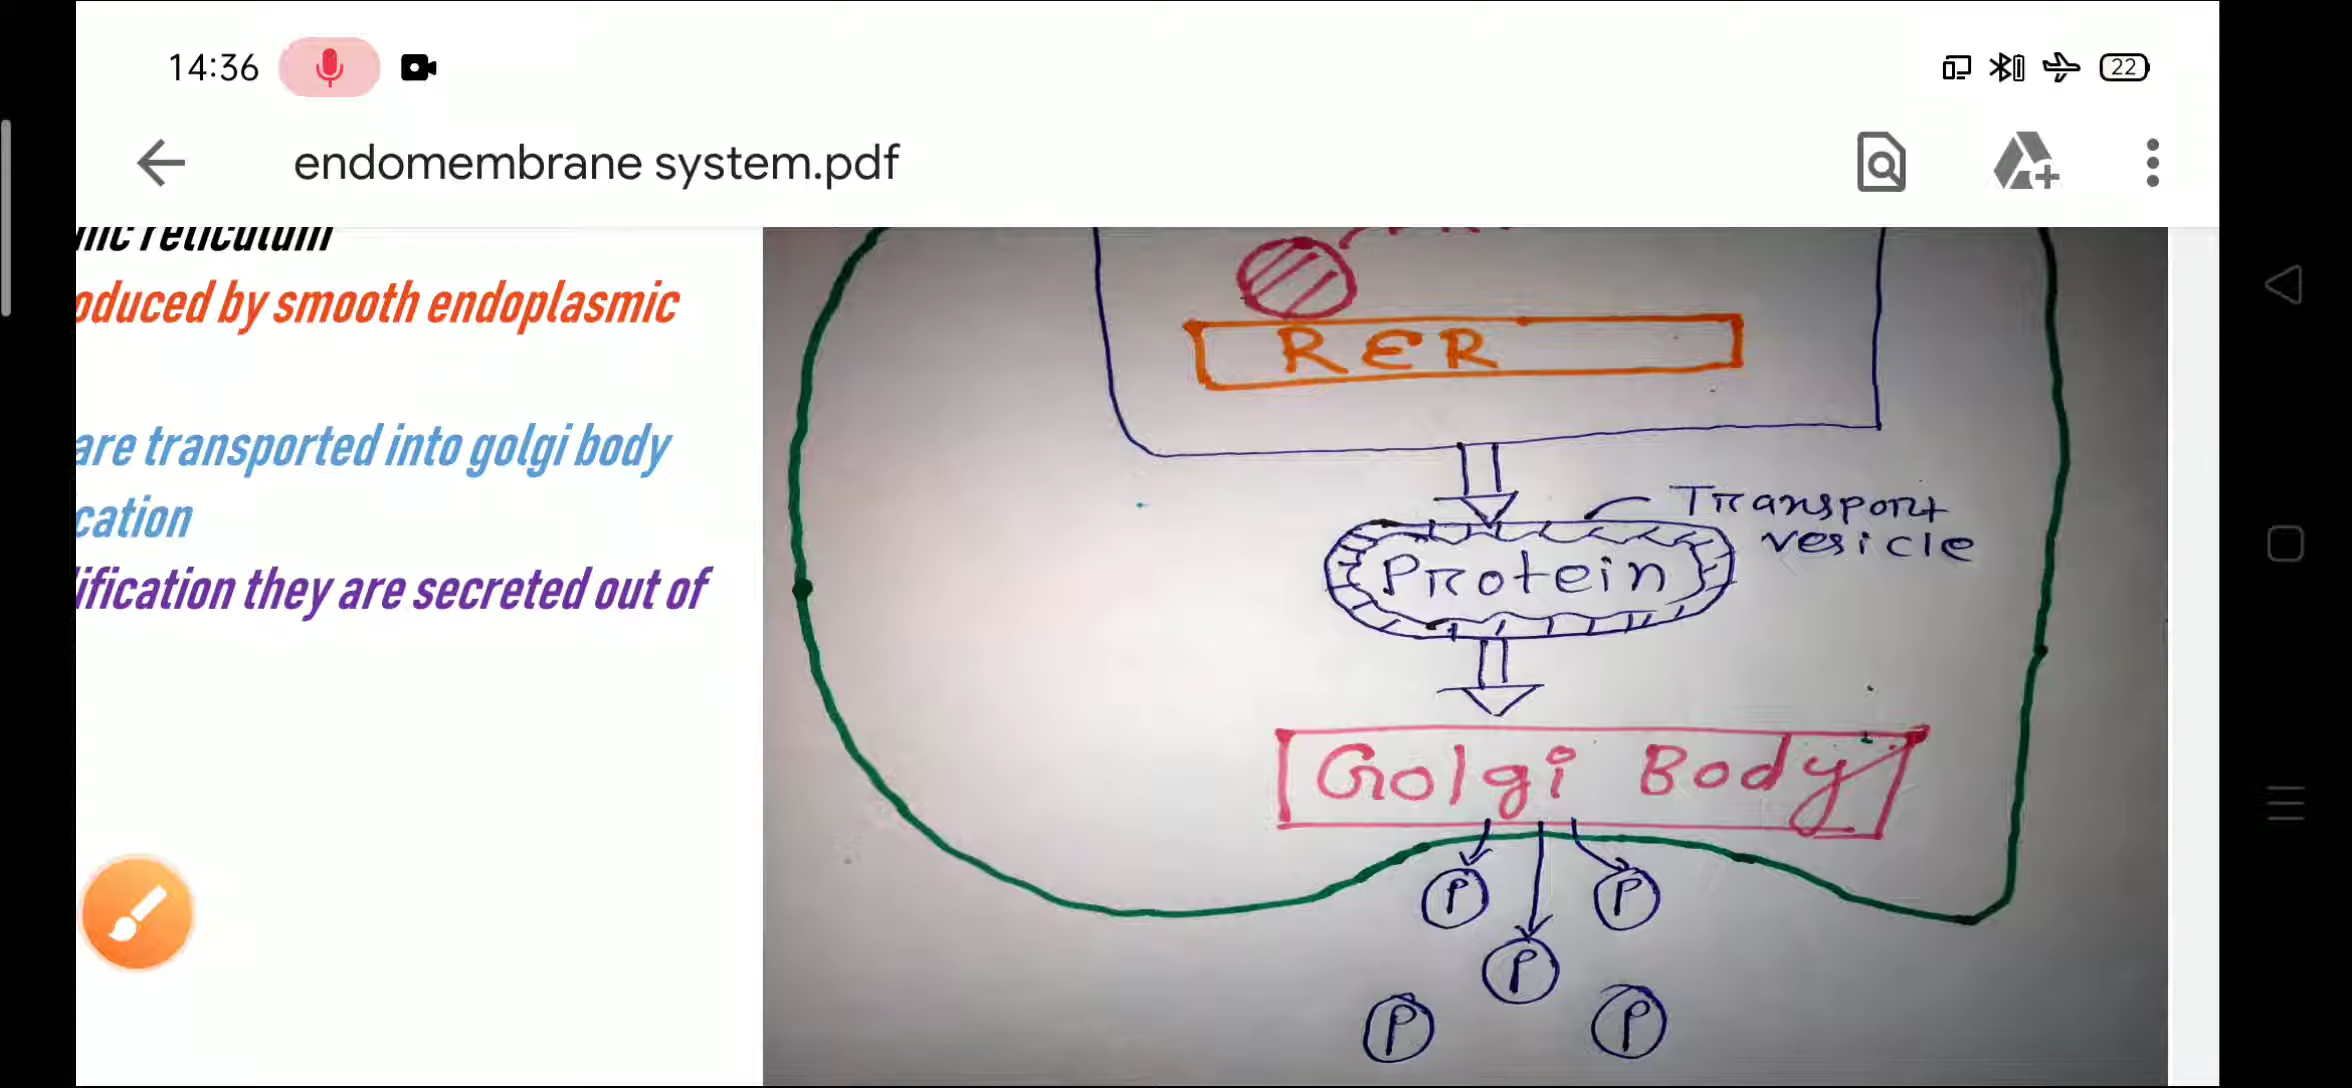 14:36
22
endomembrane system.pdf
oduced by smooth endoplasmic
are transported into golgi body
cation
ification they are secreted out of
RER
Transport
vesicle
Protein
Golgi Body
P
P
P
P
P